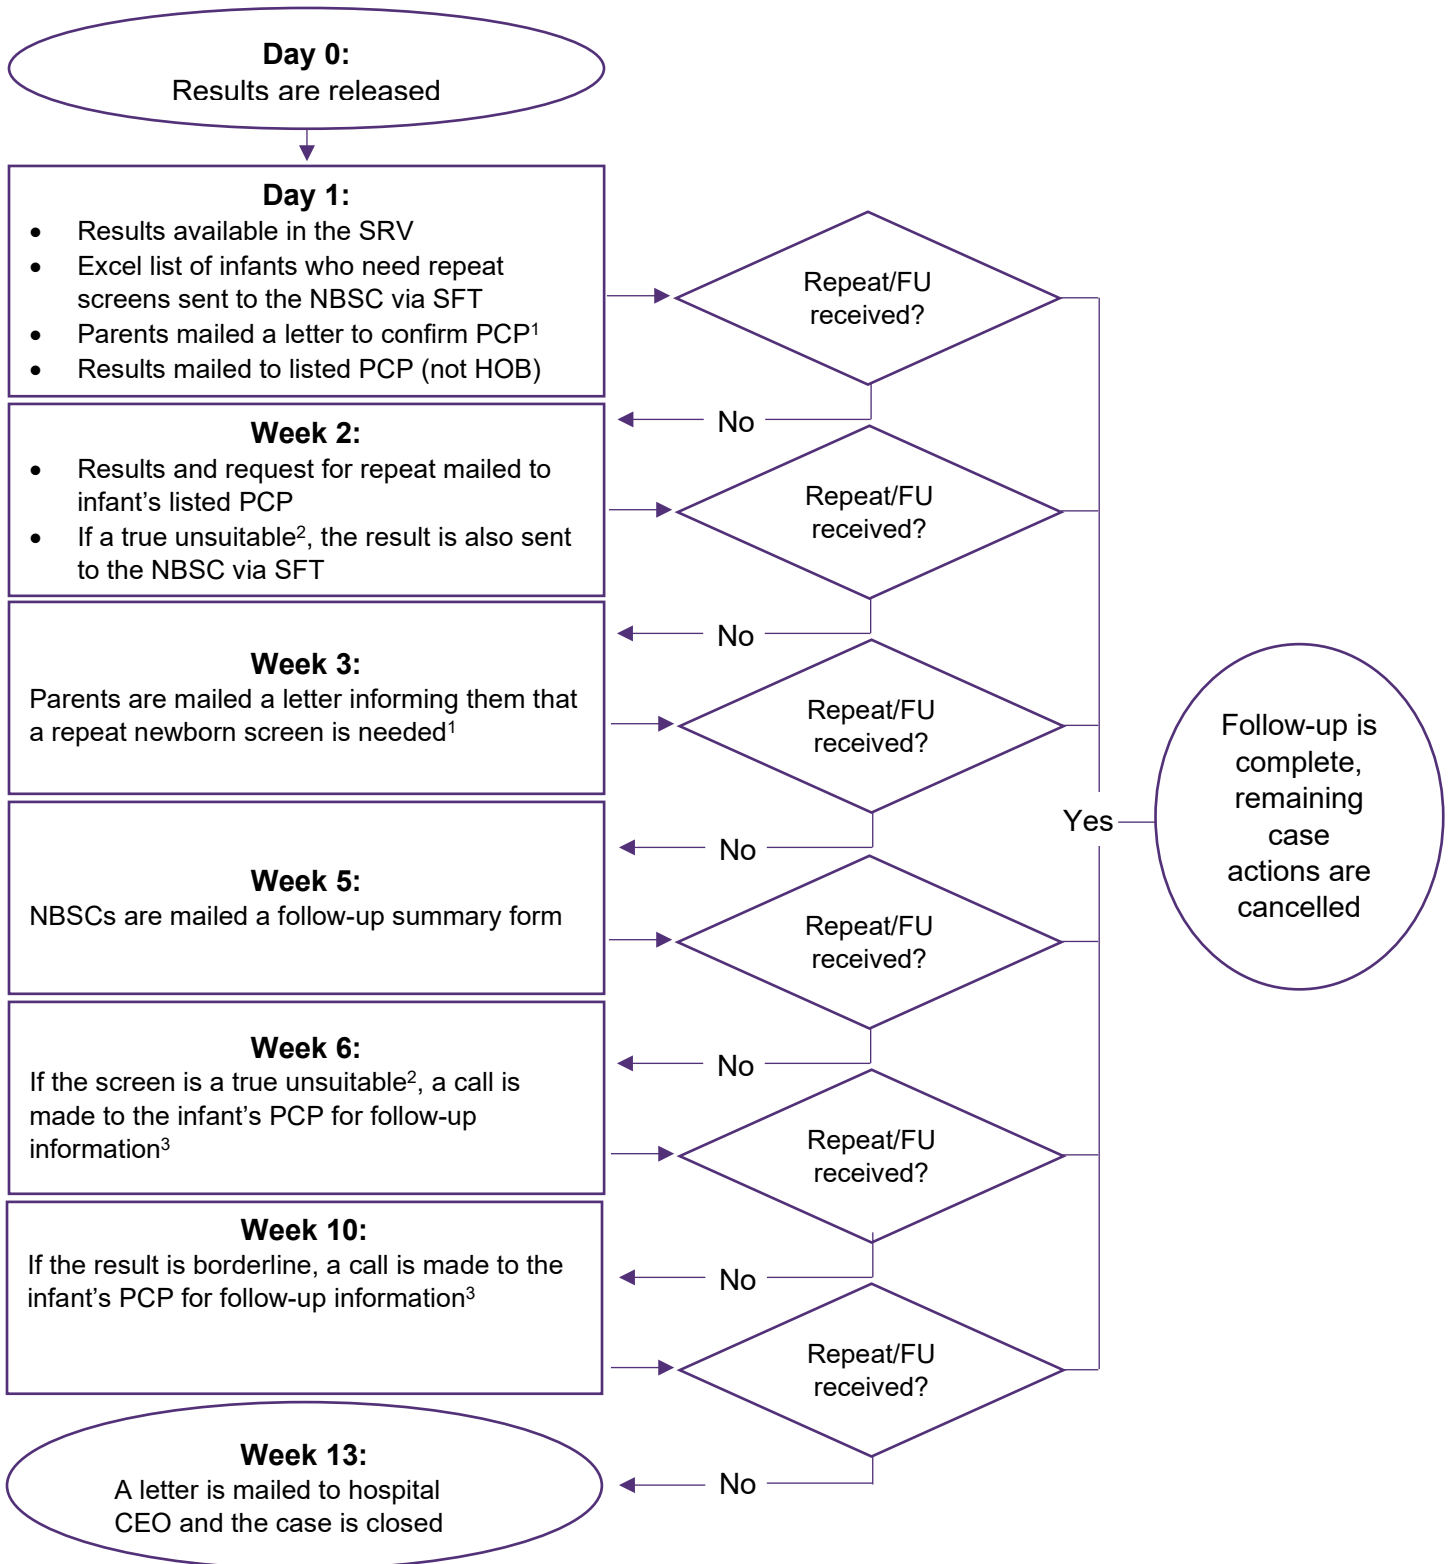 Day 0:
Results are released
Day 1:
• Results available in the SRV
• Excel list of infants who need repeat
screens sent to the NBSC via SFT
• Parents mailed a letter to confirm PCP¹
• Results mailed to listed PCP (not HOB)
Repeat/FU
received?
No
Week 2:
• Results and request for repeat mailed to
infant’s listed PCP
• If a true unsuitable², the result is also sent
to the NBSC via SFT
Repeat/FU
received?
No
Week 3:
Parents are mailed a letter informing them that
a repeat newborn screen is needed¹
Repeat/FU
received?
No
Week 5:
NBSCs are mailed a follow-up summary form
Repeat/FU
received?
No
Week 6:
If the screen is a true unsuitable², a call is
made to the infant’s PCP for follow-up
information³
Repeat/FU
received?
No
Week 10:
If the result is borderline, a call is made to the
infant’s PCP for follow-up information³
Repeat/FU
received?
No
Week 13:
A letter is mailed to hospital
CEO and the case is closed
Yes
Follow-up is
complete,
remaining
case
actions are
cancelled